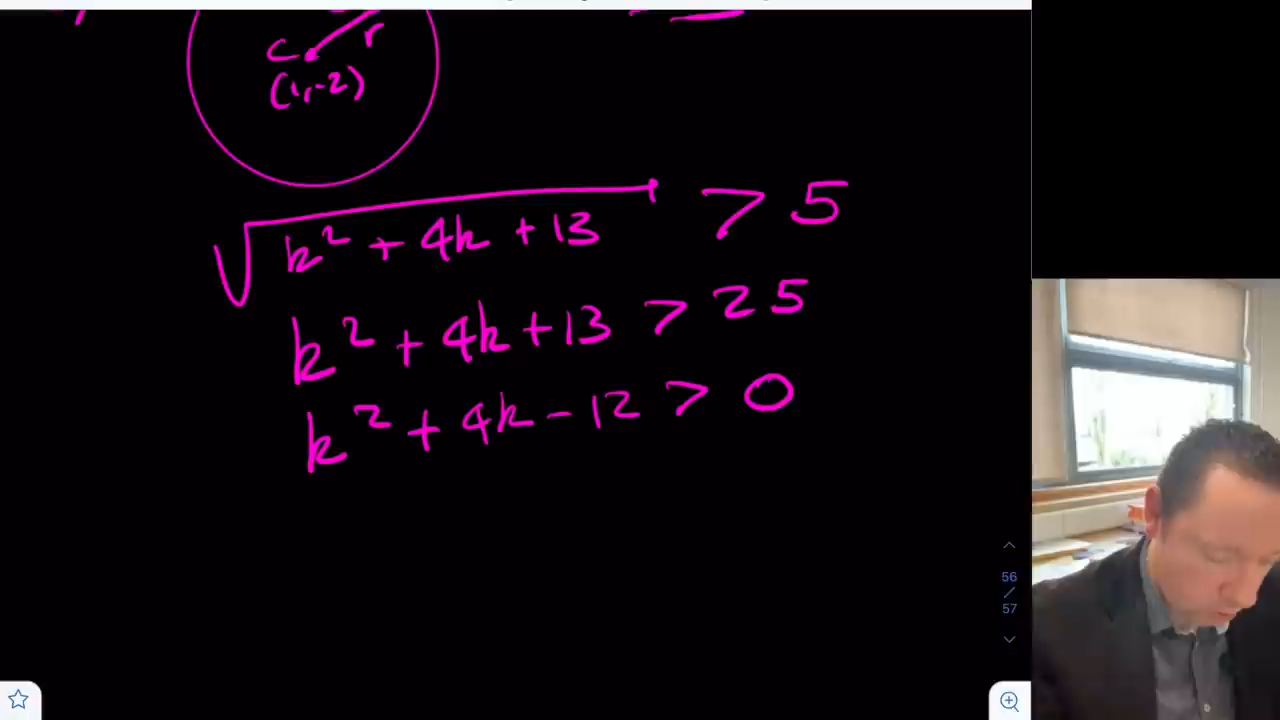 C r
(1,-2)
√(k² + 4k + 13) > 5
k² + 4k + 13 > 25
k² + 4k - 12 > 0
56
/
57